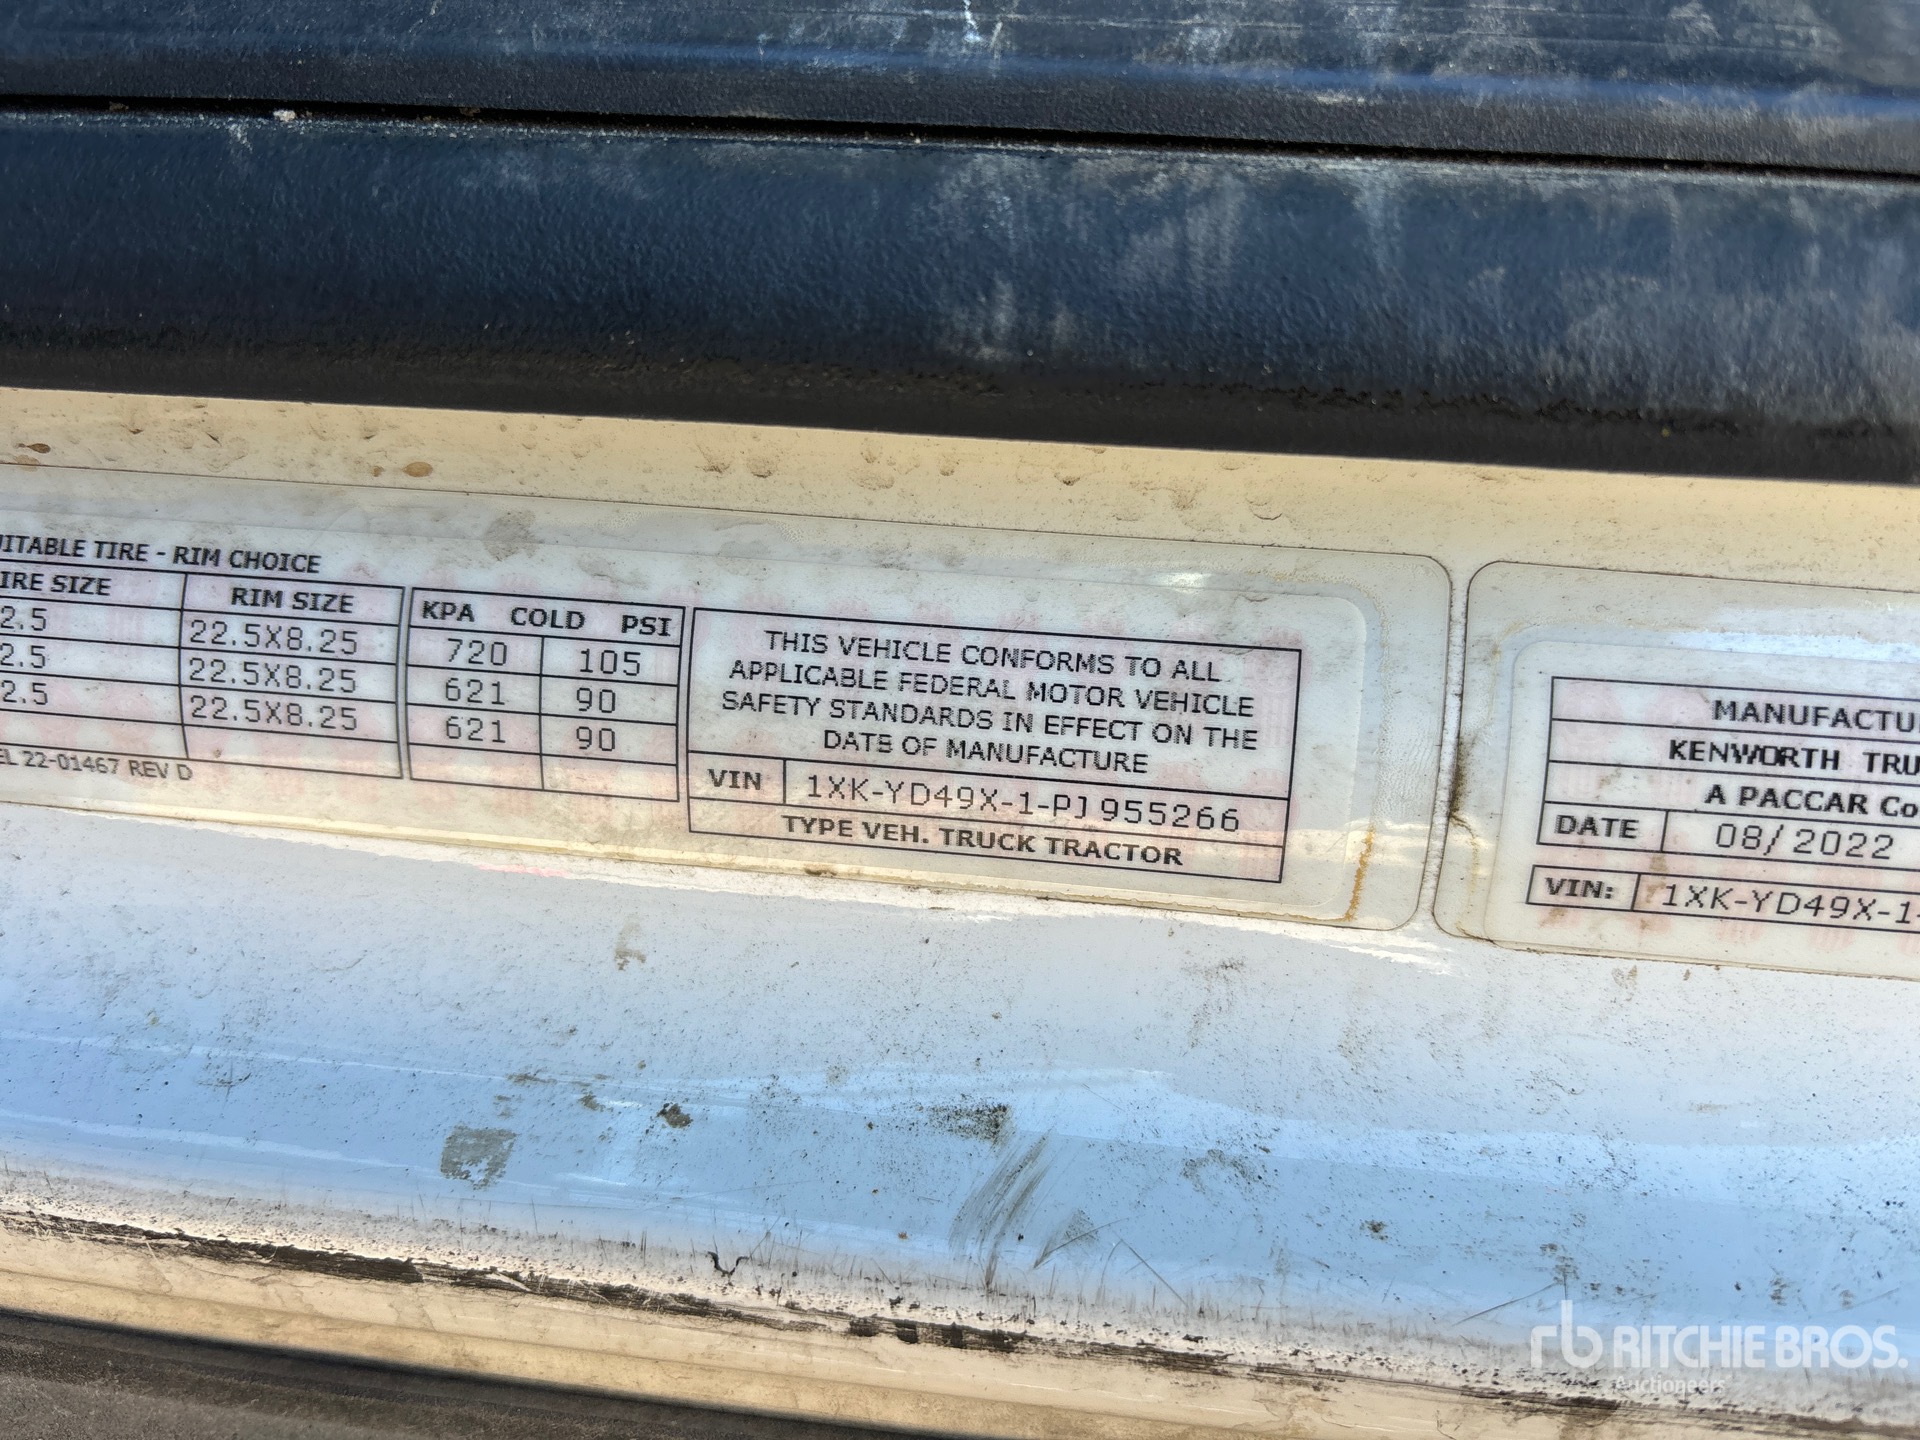 UITABLE TIRE - RIM CHOICE
IRE SIZE RIM SIZE
2.5 22.5X8.25
2.5 22.5X8.25
2.5 22.5X8.25
EL 22-01467 REV D
KPA COLD PSI
720 105
621 90
621 90
THIS VEHICLE CONFORMS TO ALL
APPLICABLE FEDERAL MOTOR VEHICLE
SAFETY STANDARDS IN EFFECT ON THE
DATE OF MANUFACTURE
VIN 1XK-YD49X-1-PJ955266
TYPE VEH. TRUCK TRACTOR
MANUFACTU
KENWORTH TRU
A PACCAR Co
DATE 08/2022
VIN: 1XK-YD49X-1-
rb RITCHIE BROS.
Auctioneers